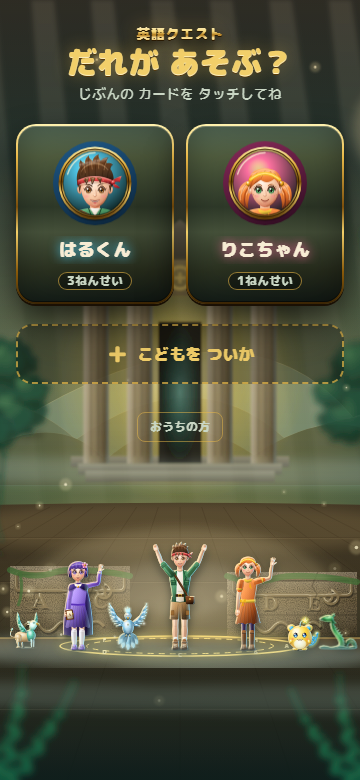 英語クエスト
だれが あそぶ？
じぶんの カードを タッチしてね
はるくん
りこちゃん
3ねんせい
1ねんせい
＋ こどもを ついか
おうちの方
A
D E